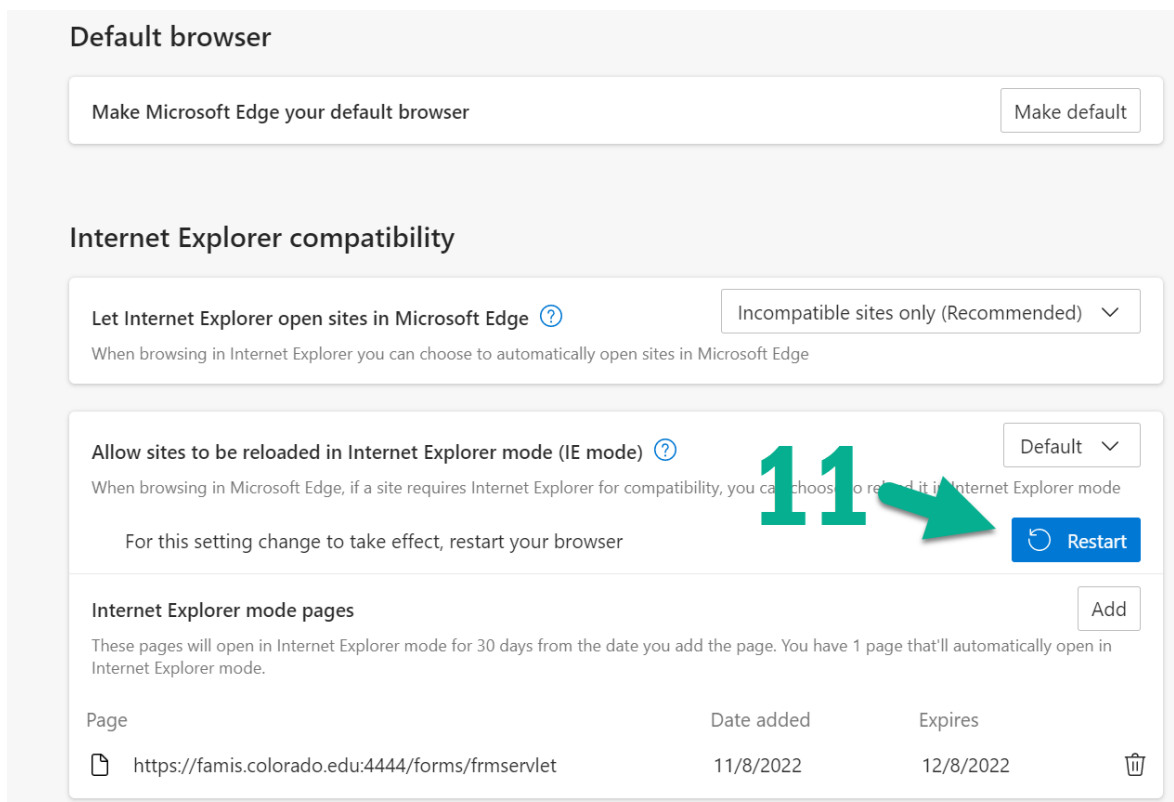 Default browser
Make Microsoft Edge your default browser
Make default
Internet Explorer compatibility
Let Internet Explorer open sites in Microsoft Edge
Incompatible sites only (Recommended)
When browsing in Internet Explorer you can choose to automatically open sites in Microsoft Edge
Allow sites to be reloaded in Internet Explorer mode (IE mode)
Default
When browsing in Microsoft Edge, if a site requires Internet Explorer for compatibility, you can choose to reload it in Internet Explorer mode
11
For this setting change to take effect, restart your browser
Restart
Internet Explorer mode pages
Add
These pages will open in Internet Explorer mode for 30 days from the date you add the page. You have 1 page that'll automatically open in
Internet Explorer mode.
Page Date added Expires
https://famis.colorado.edu:4444/forms/frmservlet 11/8/2022 12/8/2022